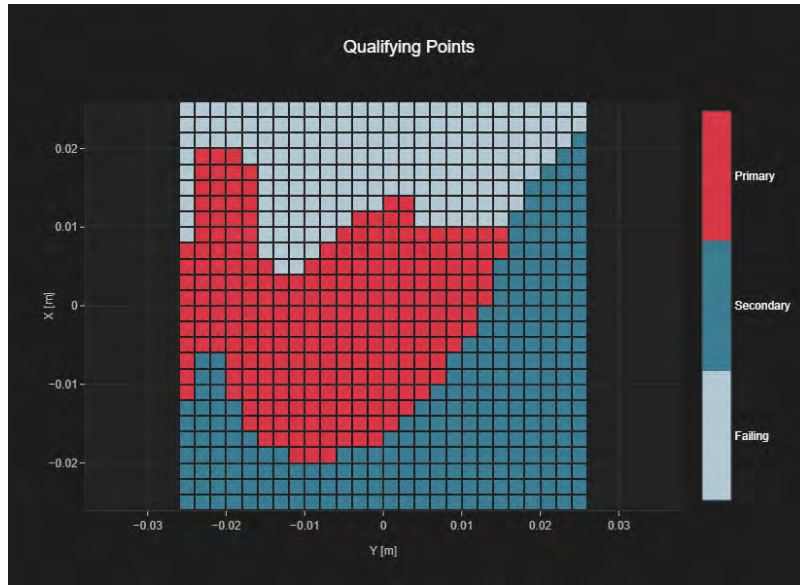 Qualifying Points
X [m]
0.02
0.01
0
−0.01
−0.02
−0.03
−0.02
−0.01
0
0.01
0.02
0.03
Y [m]
Primary
Secondary
Failing